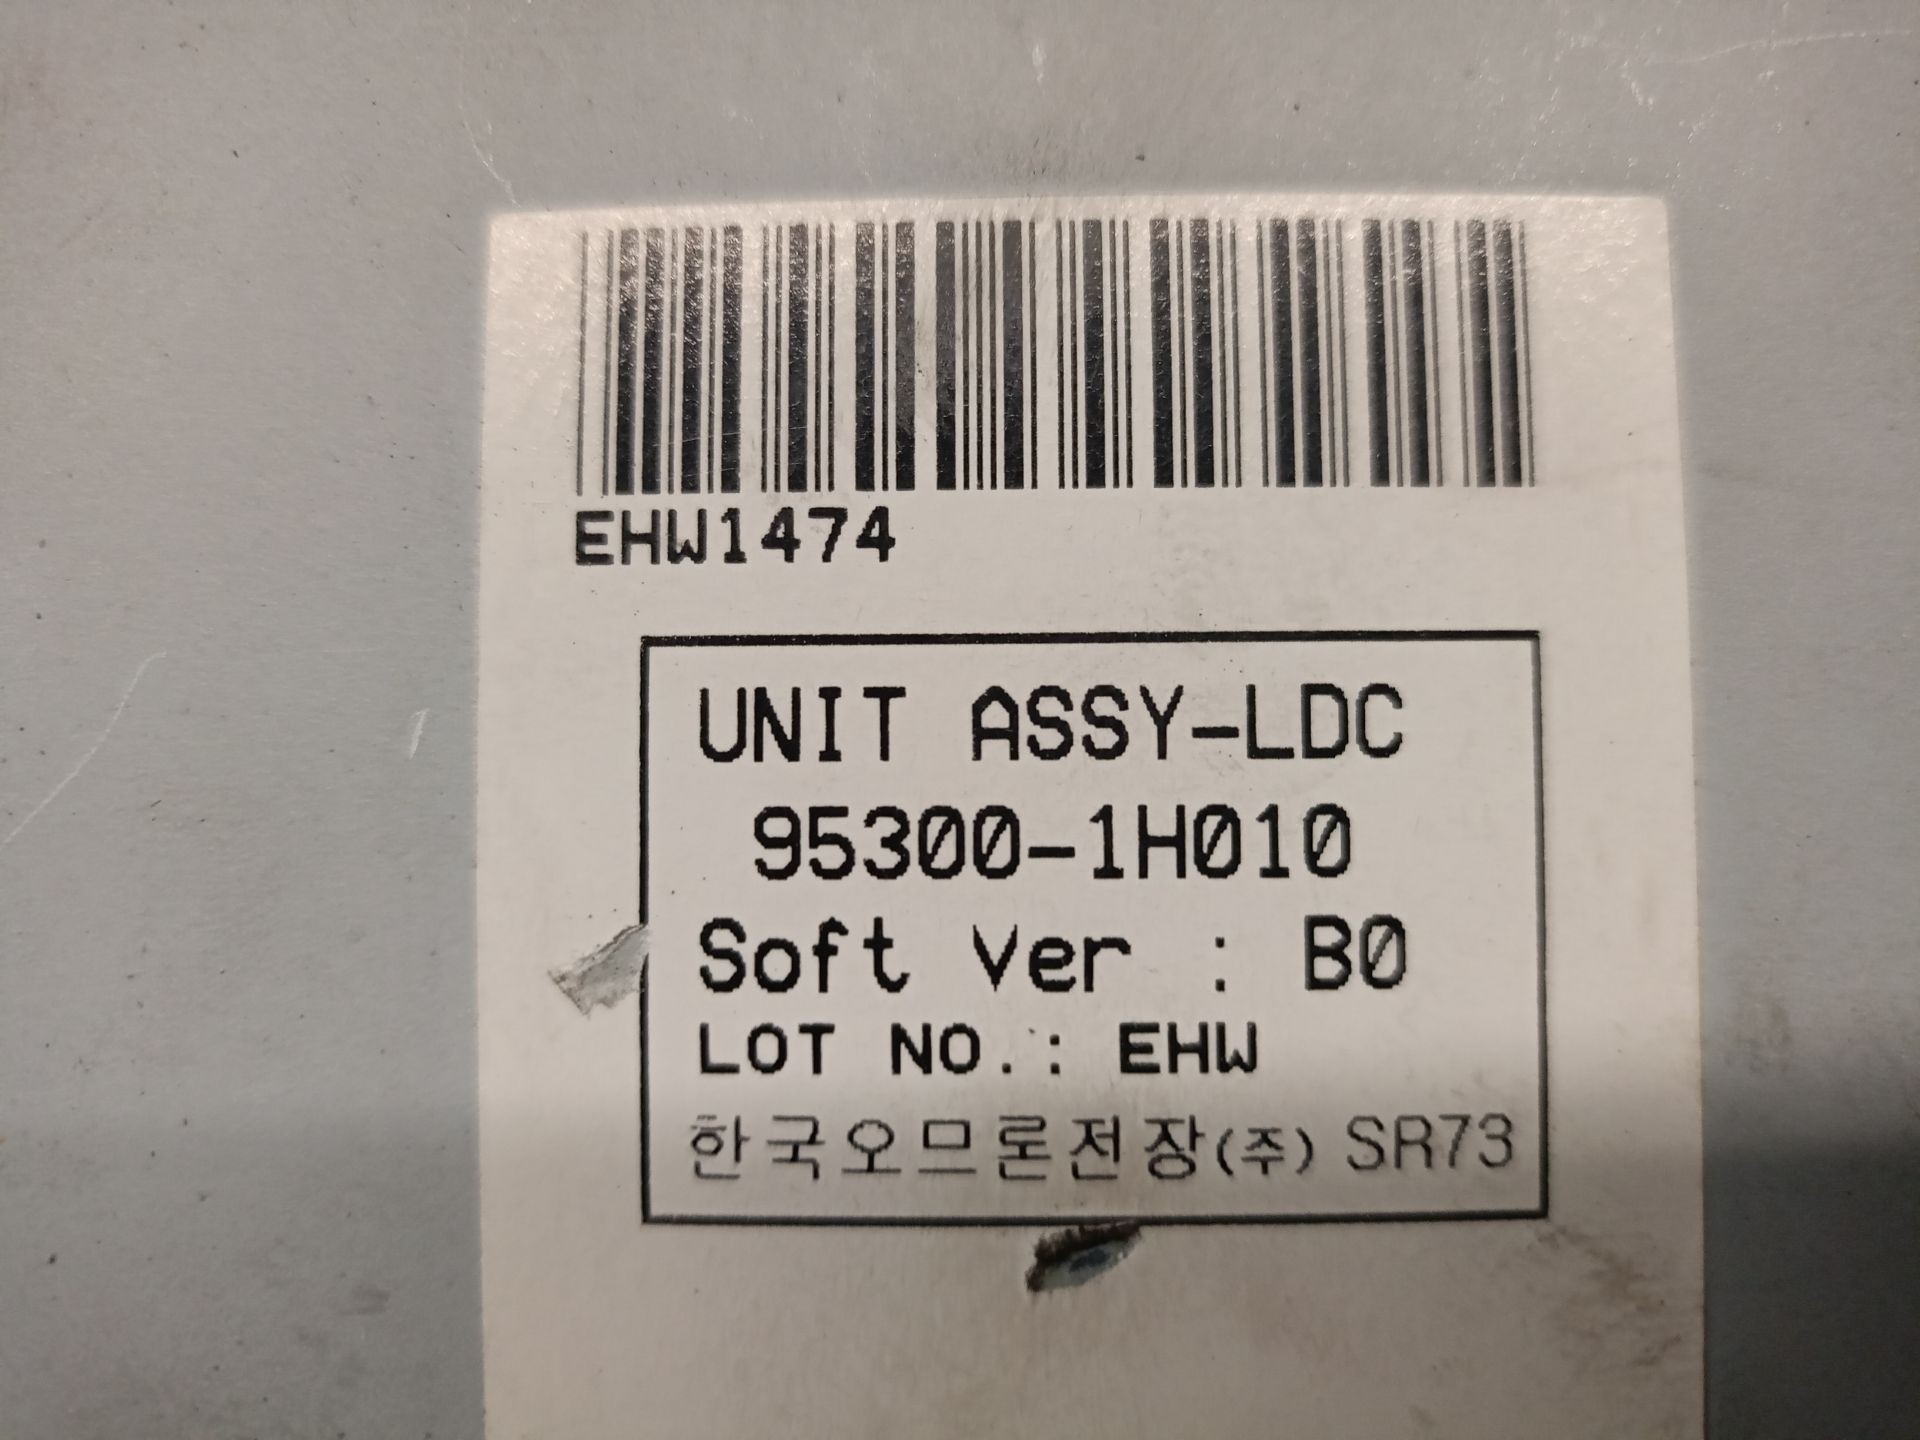 EHW1474
UNIT ASSY-LDC
95300-1H010
Soft Ver : B0
LOT NO.: EHW
한국오므론전장(주) SR73